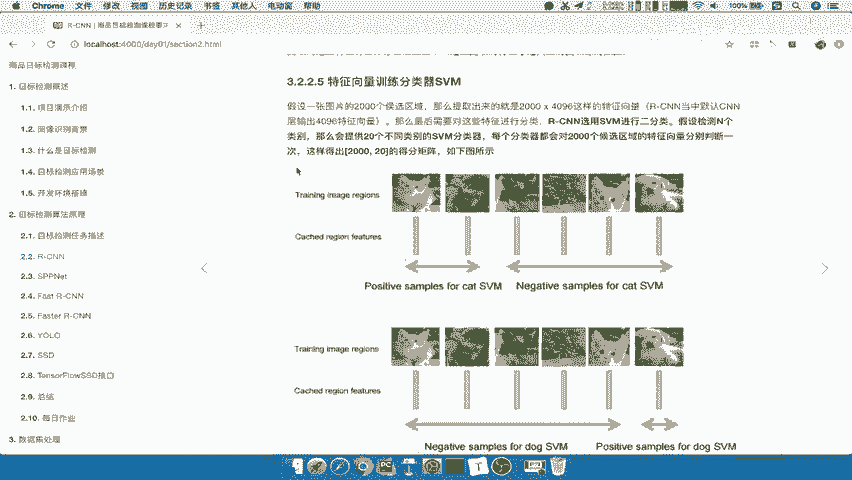 Chrome 文件 修改 视图 历史记录 书签 其他人 电动窗 帮助
100%
R-CNN | 商品目标检测课程要求
localhost:4000/day01/section2.html
商品目标检测课程
1. 目标检测概述
1.1. 项目演示介绍
1.2. 图像识别背景
1.3. 什么是目标检测
1.4. 目标检测应用场景
1.5. 开发环境搭建
2. 目标检测算法原理
2.1. 目标检测任务描述
2.2. R-CNN
2.3. SPPNet
2.4. Fast R-CNN
2.5. Faster R-CNN
2.6. YOLO
2.7. SSD
2.8. TensorFlowSSD接口
2.9. 总结
2.10. 每日作业
3. 数据集处理
3.2.2.5 特征向量训练分类器SVM
假设一张图片的2000个候选区域，那么提取出来的就是2000 x 4096这样的特征向量（R-CNN当中默认CNN
层输出4096特征向量）。那么最后需要对这些特征进行分类，R-CNN选用SVM进行二分类。假设检测N个
类别，那么会提供20个不同类别的SVM分类器，每个分类器都会对2000个候选区域的特征向量分别判断一
次，这样得出[2000, 20]的得分矩阵，如下图所示
Training image regions
Cached region features
Positive samples for cat SVM Negative samples for cat SVM
Training image regions
Cached region features
Negative samples for dog SVM Positive samples for dog SVM